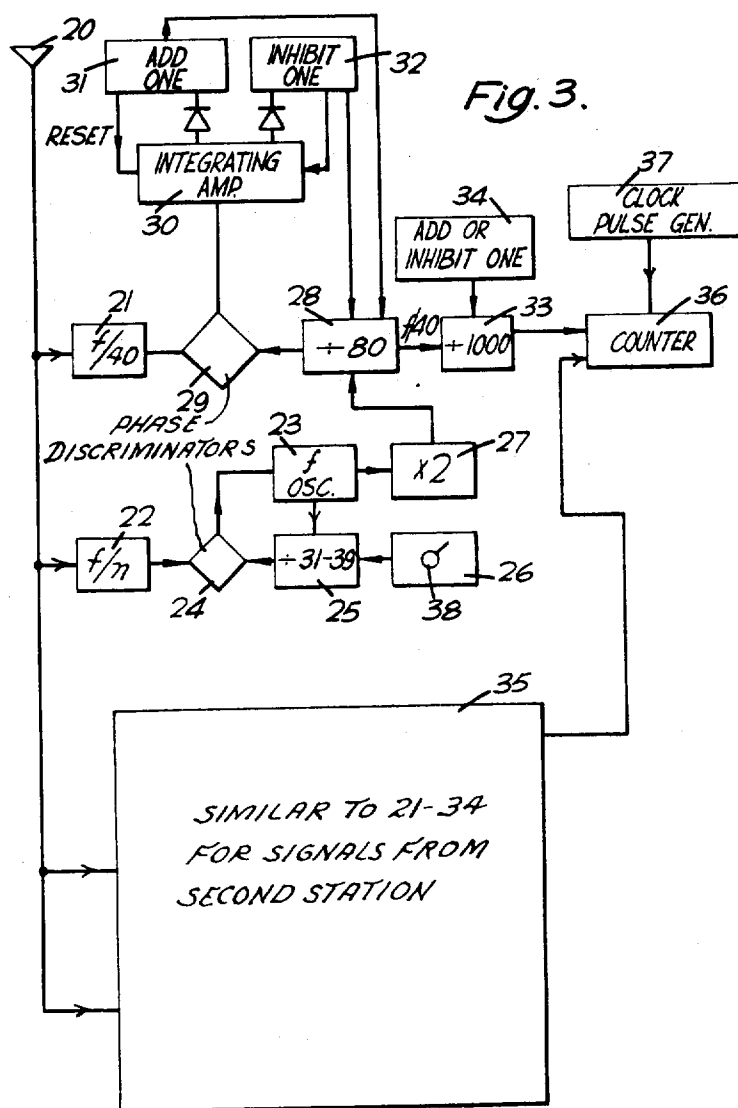 20
31
ADD
ONE
INHIBIT
ONE
32
Fig. 3.
RESET
INTEGRATING
AMP.
30
37
CLOCK
PULSE GEN.
34
ADD OR
INHIBIT ONE
21
f/40
28
÷80
f/40
33
÷1000
36
COUNTER
29
PHASE
DISCRIMINATORS
23
f
OSC.
×2
27
22
f/n
24
÷31-39
25
38
26
35
SIMILAR TO 21-34
FOR SIGNALS FROM
SECOND STATION